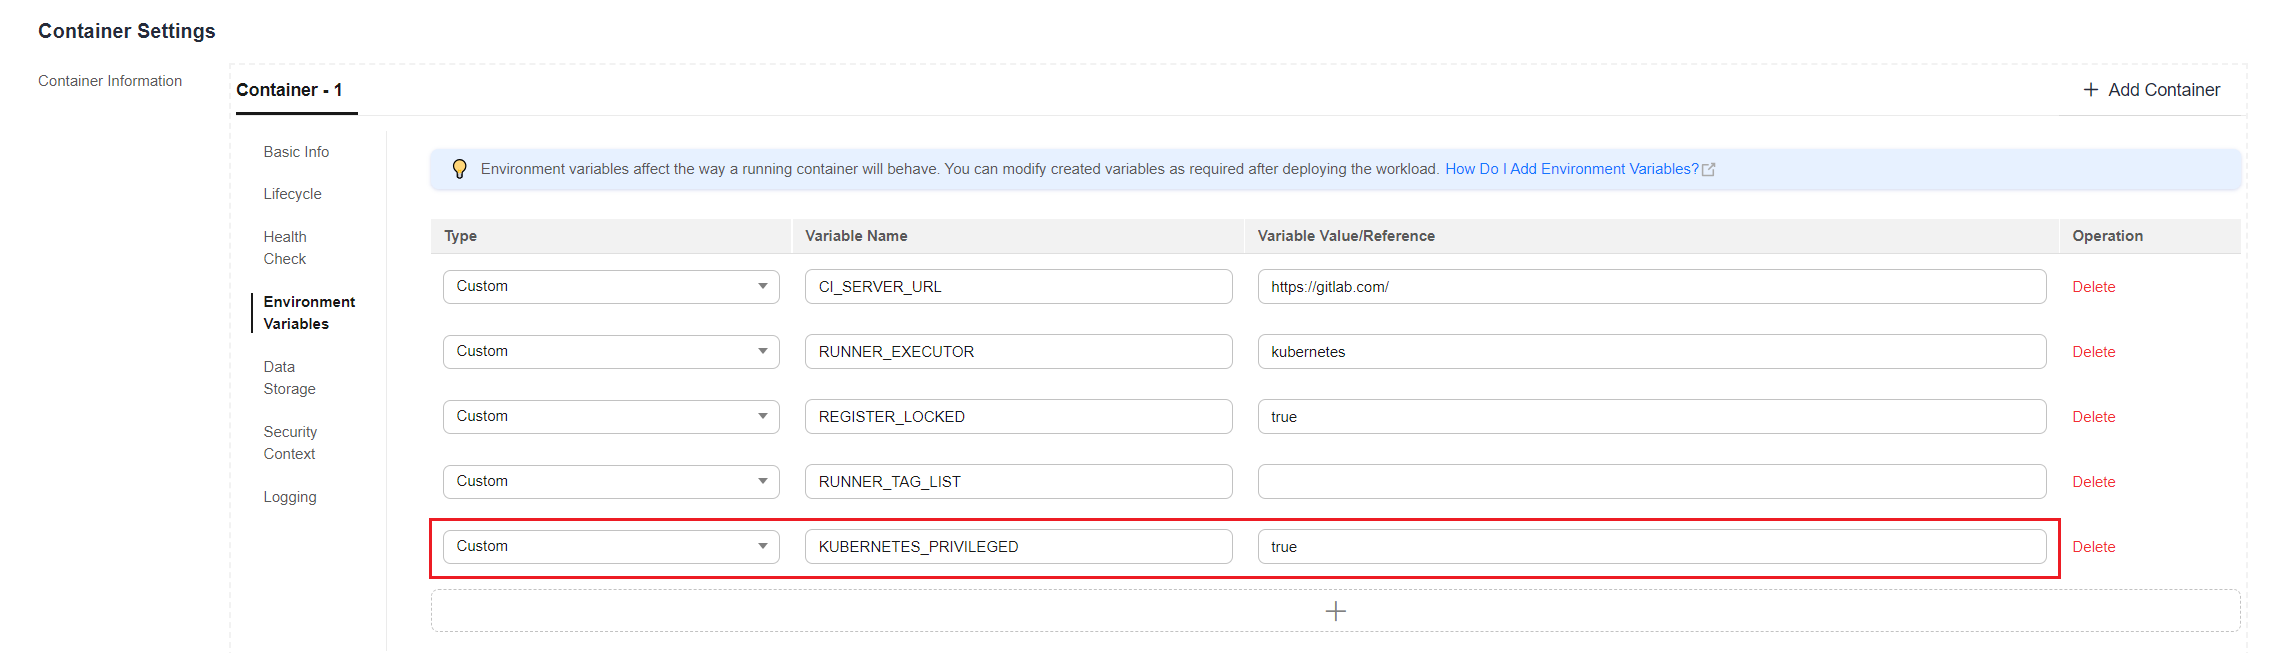 Container Settings
Container Information
Container - 1
+ Add Container
Basic Info
Lifecycle
Health
Check
Environment
Variables
Data
Storage
Security
Context
Logging
Environment variables affect the way a running container will behave. You can modify created variables as required after deploying the workload. How Do I Add Environment Variables?
Type Variable Name Variable Value/Reference Operation
Custom CI_SERVER_URL https://gitlab.com/ Delete
Custom RUNNER_EXECUTOR kubernetes Delete
Custom REGISTER_LOCKED true Delete
Custom RUNNER_TAG_LIST Delete
Custom KUBERNETES_PRIVILEGED true Delete
+